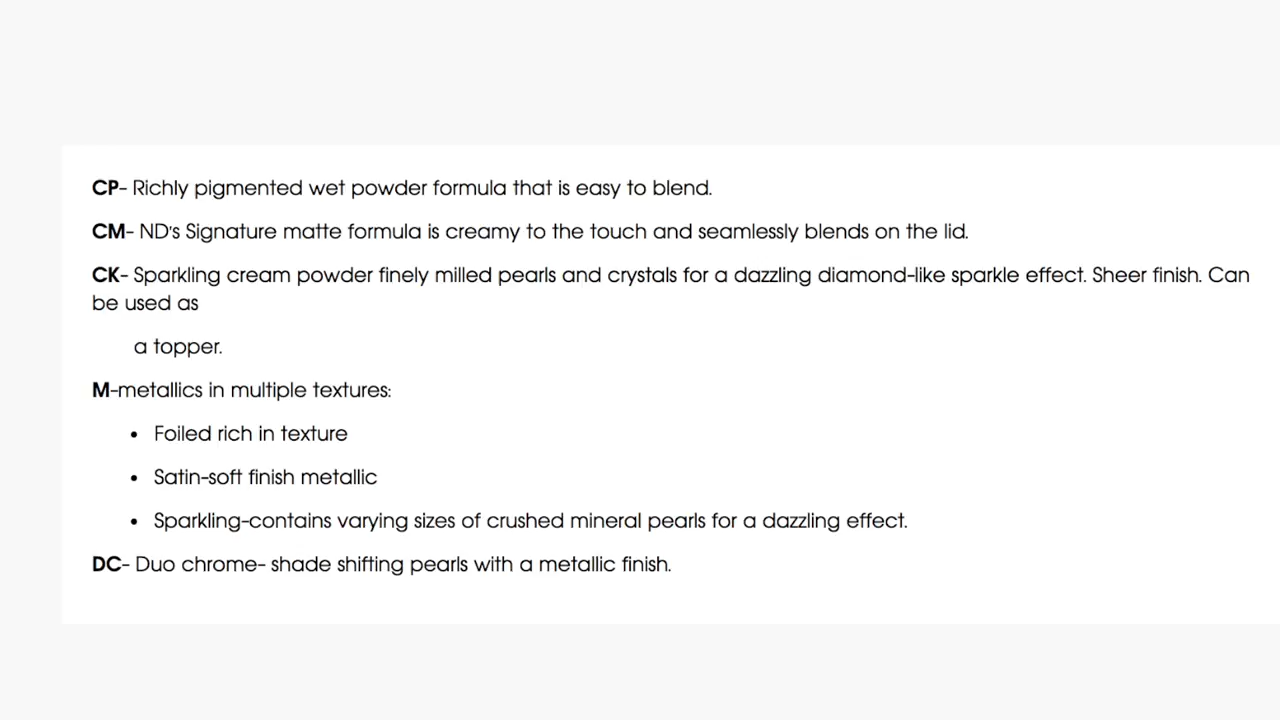 CP- Richly pigmented wet powder formula that is easy to blend.
CM- ND's Signature matte formula is creamy to the touch and seamlessly blends on the lid.
CK- Sparkling cream powder finely milled pearls and crystals for a dazzling diamond-like sparkle effect. Sheer finish. Can
be used as
a topper.
M-metallics in multiple textures:
• Foiled rich in texture
• Satin-soft finish metallic
• Sparkling-contains varying sizes of crushed mineral pearls for a dazzling effect.
DC- Duo chrome- shade shifting pearls with a metallic finish.